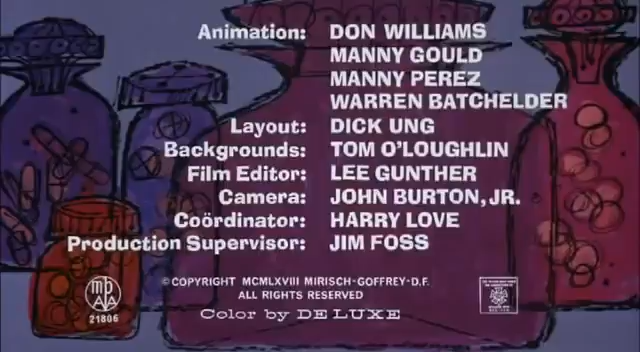 Animation: DON WILLIAMS
MANNY GOULD
MANNY PEREZ
WARREN BATCHELDER
Layout: DICK UNG
Backgrounds: TOM O'LOUGHLIN
Film Editor: LEE GUNTHER
Camera: JOHN BURTON, JR.
Coördinator: HARRY LOVE
Production Supervisor: JIM FOSS
© COPYRIGHT MCMLXVIII MIRISCH-GEOFFREY-D.F.
ALL RIGHTS RESERVED
Color by DE LUXE
mpAA
21806